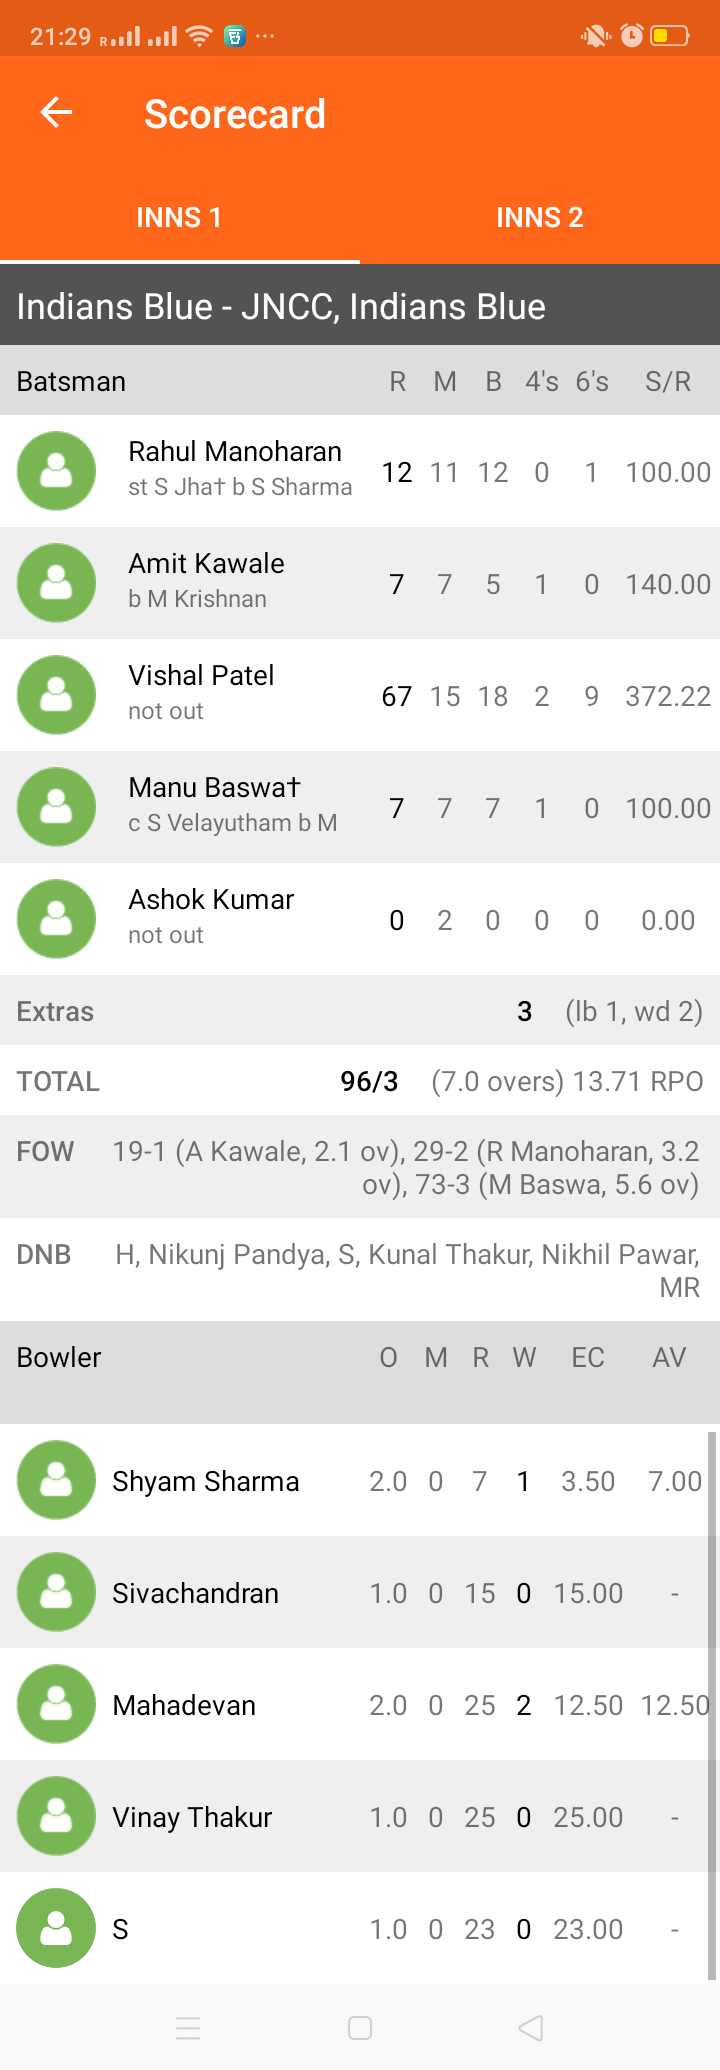 21:29 R
Scorecard
INNS 1 INNS 2
Indians Blue - JNCC, Indians Blue
Batsman R M B 4's 6's S/R
Rahul Manoharan
st S Jha† b S Sharma 12 11 12 0 1 100.00
Amit Kawale
b M Krishnan 7 7 5 1 0 140.00
Vishal Patel
not out 67 15 18 2 9 372.22
Manu Baswa†
c S Velayutham b M 7 7 7 1 0 100.00
Ashok Kumar
not out 0 2 0 0 0 0.00
Extras 3 (lb 1, wd 2)
TOTAL 96/3 (7.0 overs) 13.71 RPO
FOW 19-1 (A Kawale, 2.1 ov), 29-2 (R Manoharan, 3.2
ov), 73-3 (M Baswa, 5.6 ov)
DNB H, Nikunj Pandya, S, Kunal Thakur, Nikhil Pawar,
MR
Bowler O M R W EC AV
Shyam Sharma 2.0 0 7 1 3.50 7.00
Sivachandran 1.0 0 15 0 15.00 -
Mahadevan 2.0 0 25 2 12.50 12.50
Vinay Thakur 1.0 0 25 0 25.00 -
S 1.0 0 23 0 23.00 -